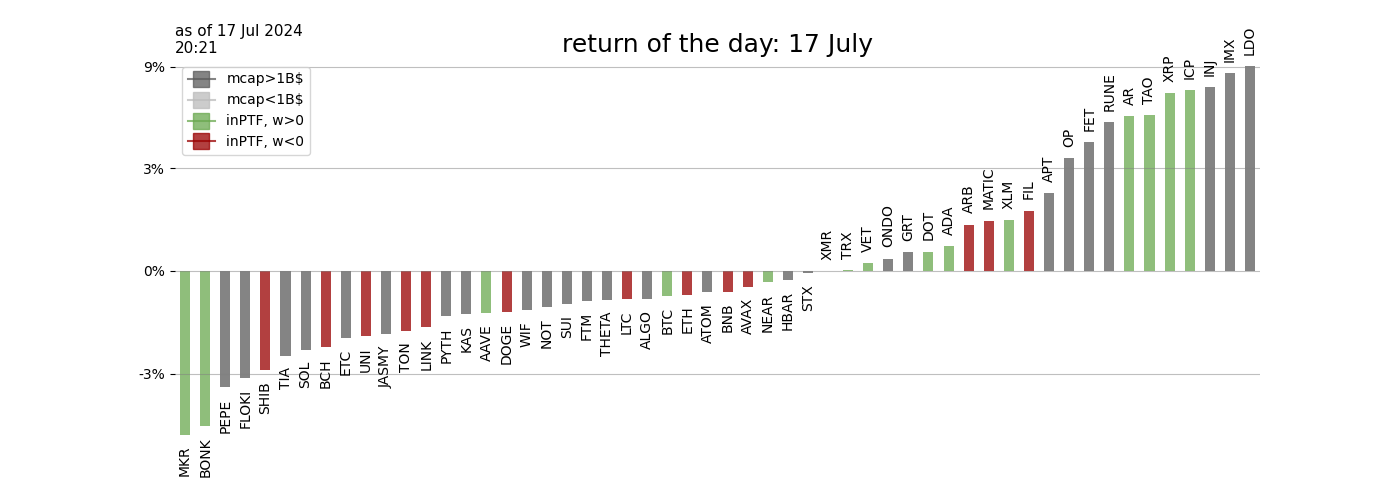 as of 17 Jul 2024
20:21
return of the day: 17 July
9%
3%
0%
-3%
mcap>1B$
mcap<1B$
inPTF, w>0
inPTF, w<0
MKR
BONK
PEPE
FLOKI
SHIB
TIA
SOL
BCH
ETC
UNI
JASMY
TON
LINK
PYTH
KAS
AAVE
DOGE
WIF
NOT
SUI
FTM
THETA
LTC
ALGO
BTC
ETH
ATOM
BNB
AVAX
NEAR
HBAR
STX
XMR
TRX
VET
ONDO
GRT
DOT
ADA
ARB
MATIC
XLM
FIL
APT
OP
FET
RUNE
AR
TAO
XRP
ICP
INJ
IMX
LDO